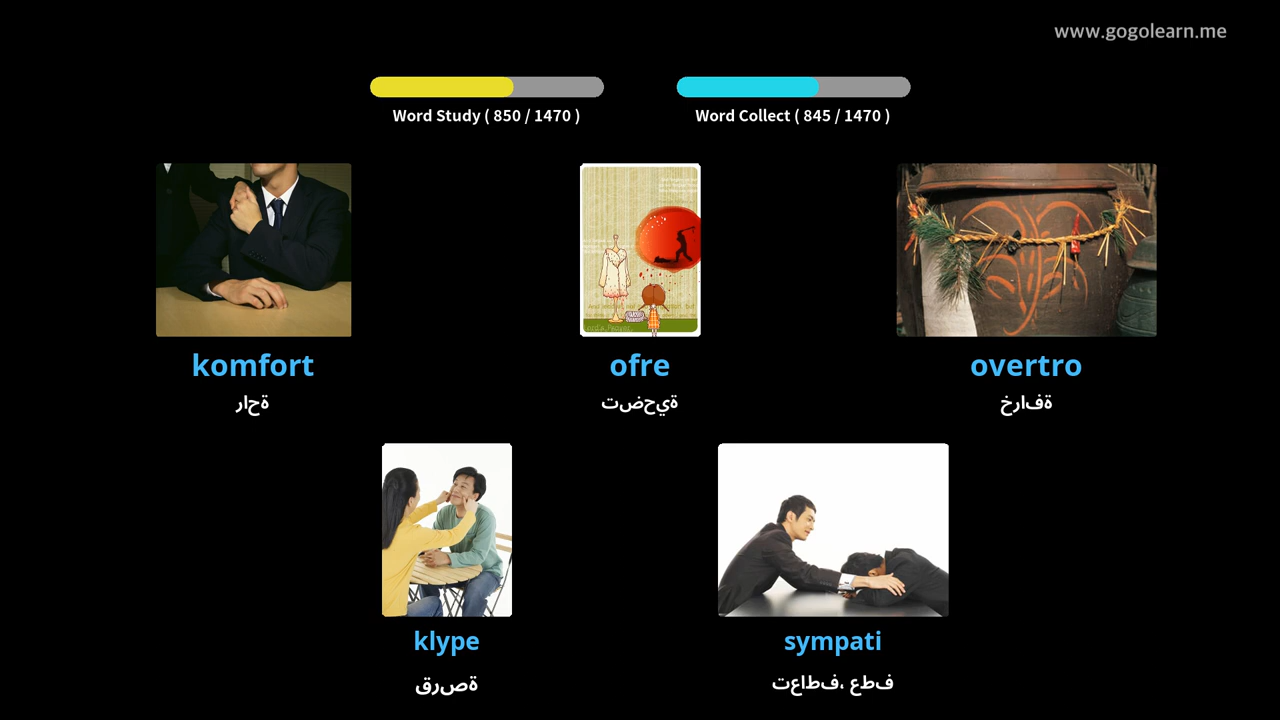 www.gogolearn.me
Word Study ( 850 / 1470 )
Word Collect ( 845 / 1470 )
komfort
راحة
ofre
تضحية
overtro
خرافة
klype
قرصة
sympati
تعاطف، عطف